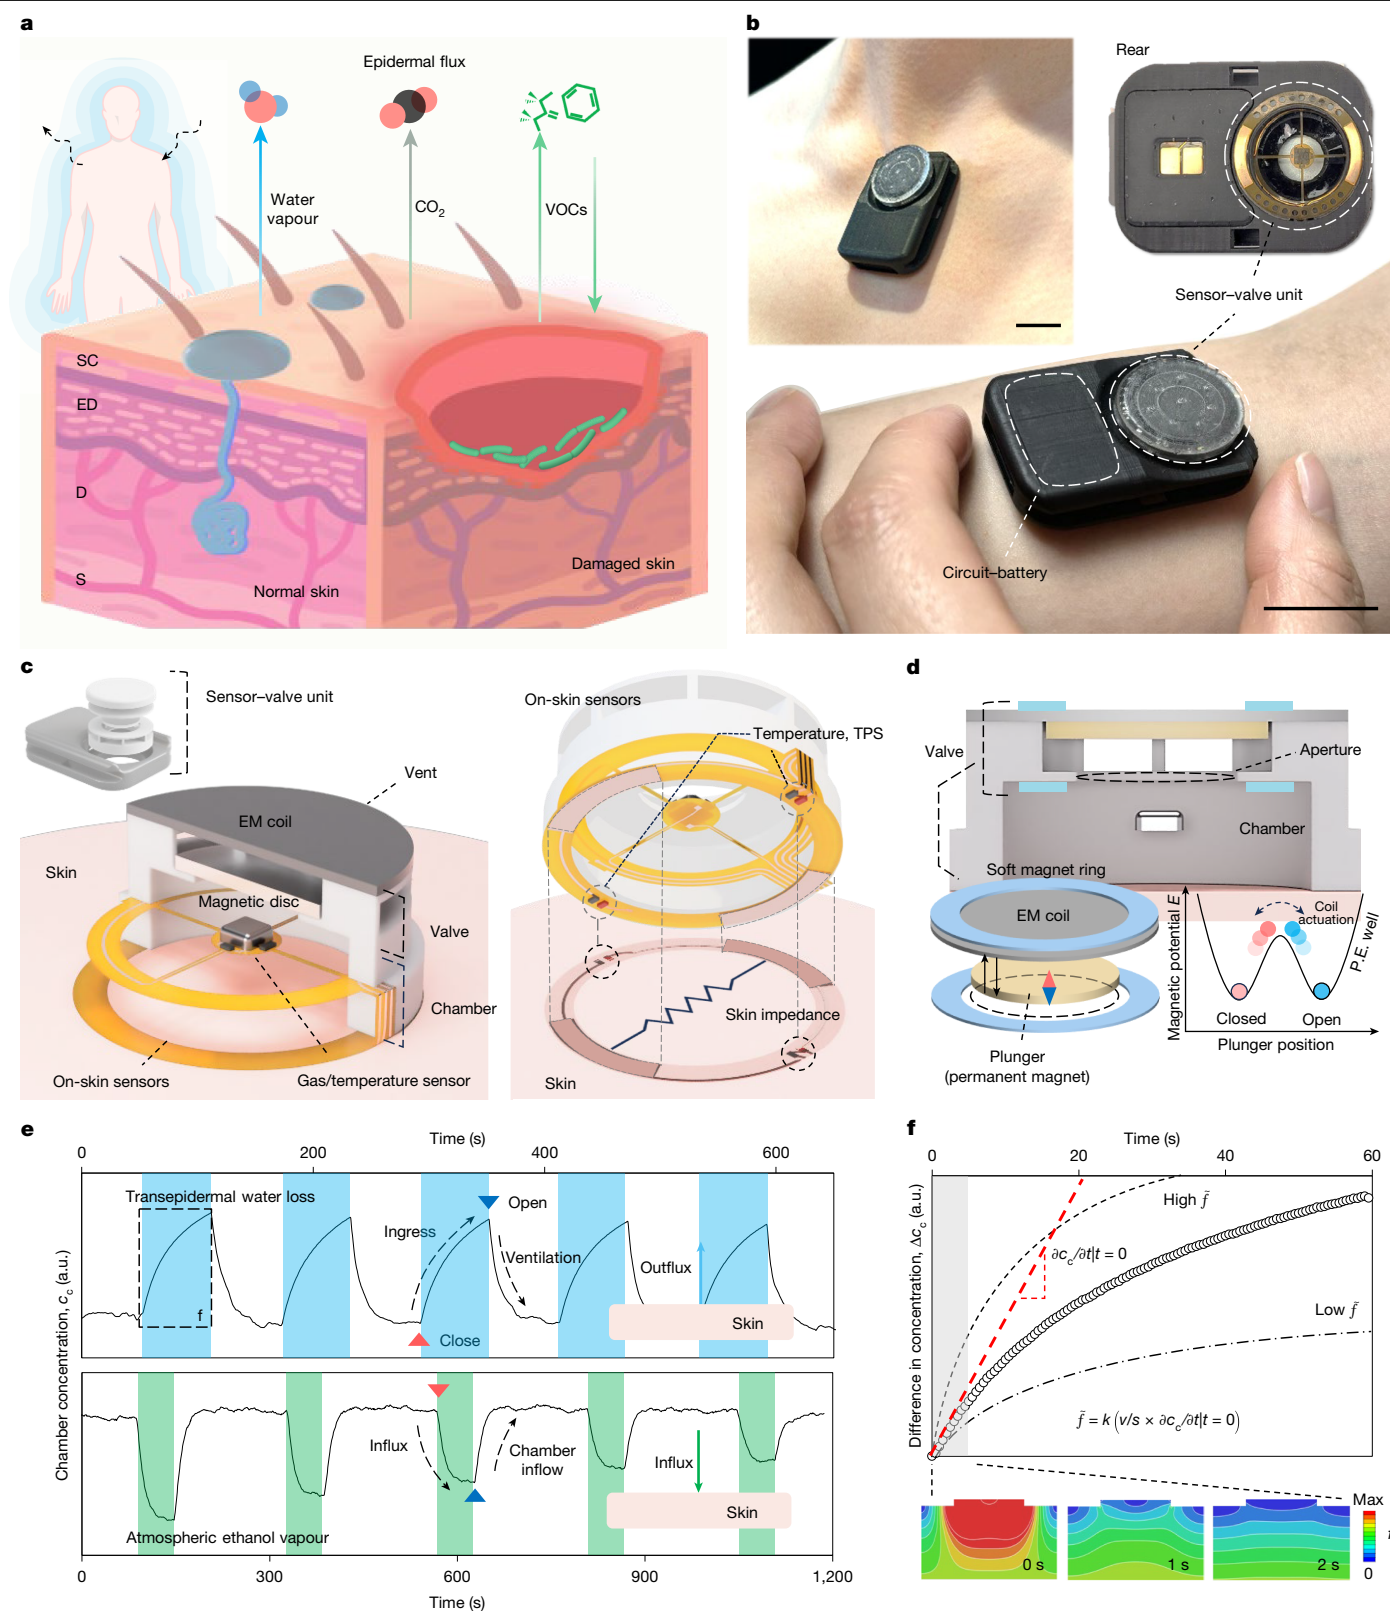 a
Epidermal flux
Water
vapour
CO2
VOCs
SC
ED
D
S
Normal skin
Damaged skin
b
Rear
Sensor–valve unit
Circuit–battery
c
Sensor–valve unit
Vent
EM coil
Skin
Magnetic disc
Valve
Chamber
On-skin sensors
Gas/temperature sensor
On-skin sensors
Temperature, TPS
Skin impedance
Skin
d
Valve
Aperture
Chamber
Soft magnet ring
EM coil
Plunger
(permanent magnet)
Magnetic potential E
Coil
actuation
P.E. well
Closed
Open
Plunger position
e
Time (s)
0
200
400
600
Transepidermal water loss
f
Ingress
Open
Ventilation
Close
Outflux
Skin
Chamber concentration, cc (a.u.)
Influx
Chamber
inflow
Influx
Skin
Atmospheric ethanol vapour
0
300
600
900
1,200
Time (s)
f
Time (s)
0
20
40
60
Difference in concentration, Δcc (a.u.)
High f̃
∂cc/∂t|t = 0
Low f̃
f̃ = k (v/s × ∂cc/∂t|t = 0)
0 s
1 s
2 s
Max
0